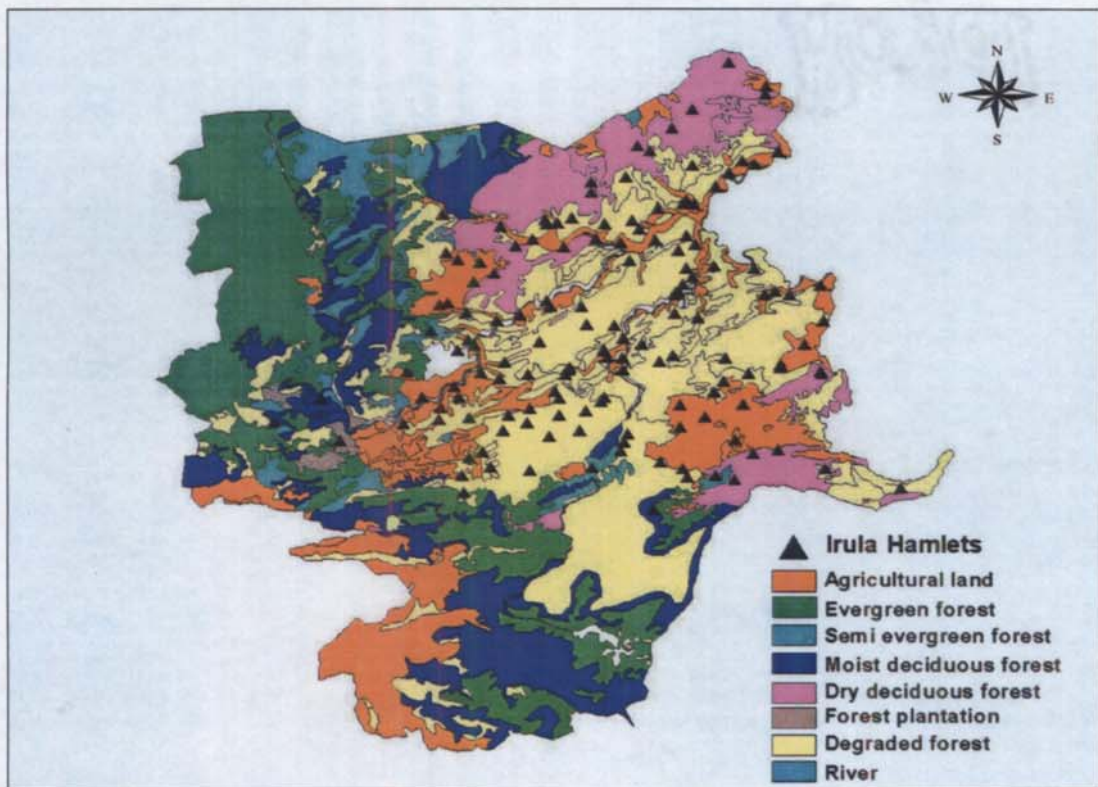 N
W E
S
Irula Hamlets
Agricultural land
Evergreen forest
Semi evergreen forest
Moist deciduous forest
Dry deciduous forest
Forest plantation
Degraded forest
River